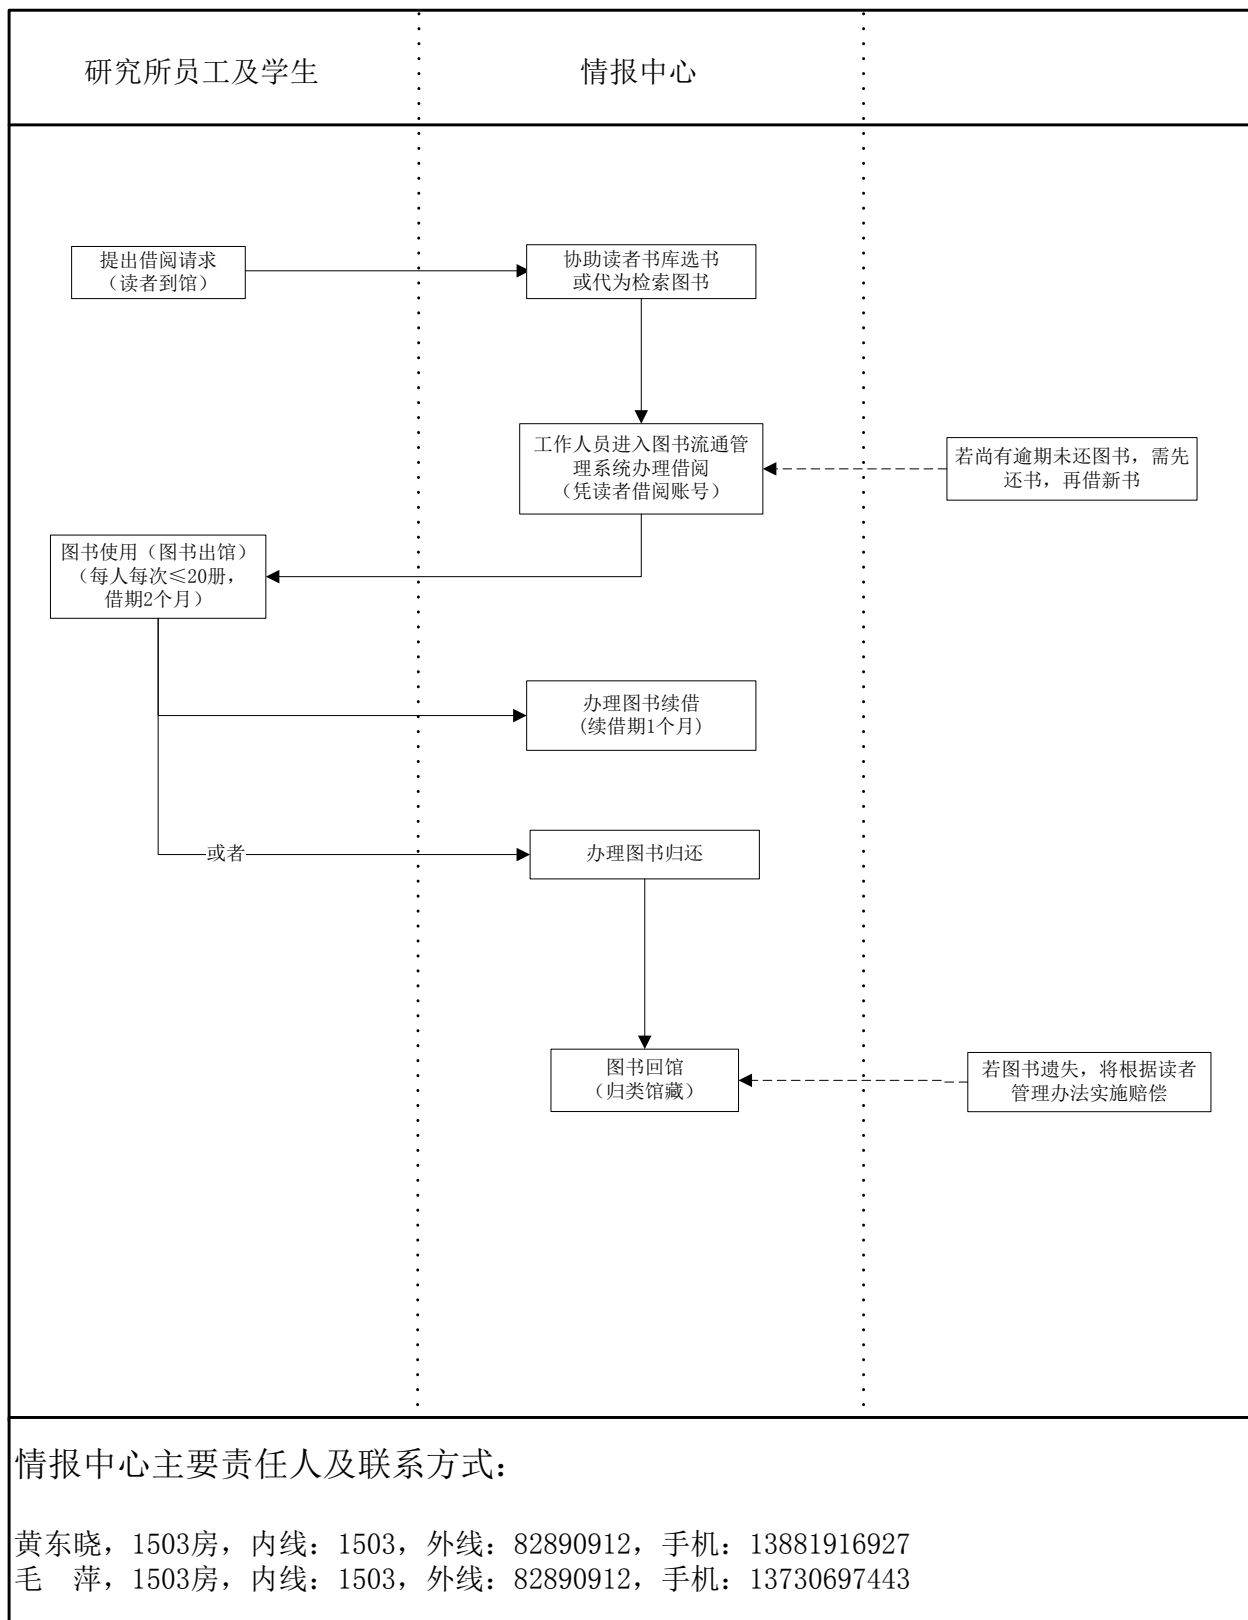 研究所员工及学生
情报中心
提出借阅请求
（读者到馆）
协助读者书库选书
或代为检索图书
工作人员进入图书流通管
理系统办理借阅
（凭读者借阅账号）
若尚有逾期未还图书，需先
还书，再借新书
图书使用（图书出馆）
（每人每次≤20册，
借期2个月）
办理图书续借
(续借期1个月)
或者
办理图书归还
图书回馆
（归类馆藏）
若图书遗失，将根据读者
管理办法实施赔偿
情报中心主要责任人及联系方式：
黄东晓，1503房，内线：1503，外线：82890912，手机：13881916927
毛　萍，1503房，内线：1503，外线：82890912，手机：13730697443